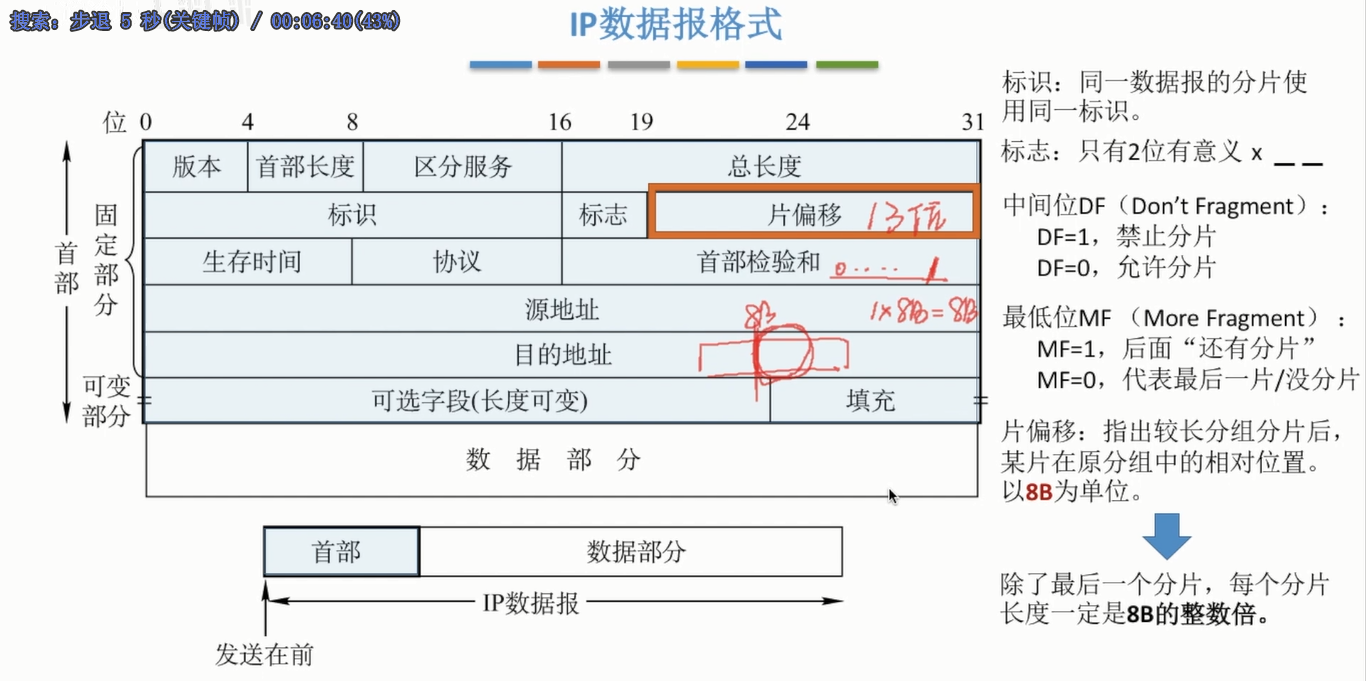 搜索: 步退 5 秒(关键帧) / 00:06:40(43%)
IP数据报格式
位 0 4 8 16 19 24 31
版本 首部长度 区分服务 总长度
标识 标志 片偏移 13位
生存时间 协议 首部检验和 0····1
源地址 8B 1×8B=8B
目的地址
可选字段(长度可变) 填充
数 据 部 分
首部
固定部分
可变
部分
首部 数据部分
IP数据报
发送在前
标识：同一数据报的分片使
用同一标识。
标志：只有2位有意义 x _ _
中间位DF（Don’t Fragment）：
DF=1，禁止分片
DF=0，允许分片
最低位MF （More Fragment）：
MF=1，后面“还有分片”
MF=0，代表最后一片/没分片
片偏移：指出较长分组分片后，
某片在原分组中的相对位置。
以8B为单位。
除了最后一个分片，每个分片
长度一定是8B的整数倍。